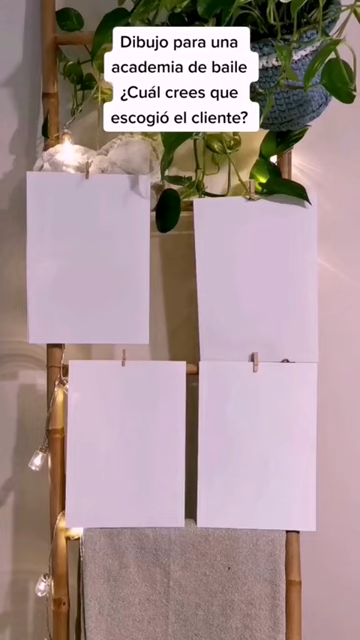 Dibujo para una
academia de baile
¿Cuál crees que
escogió el cliente?